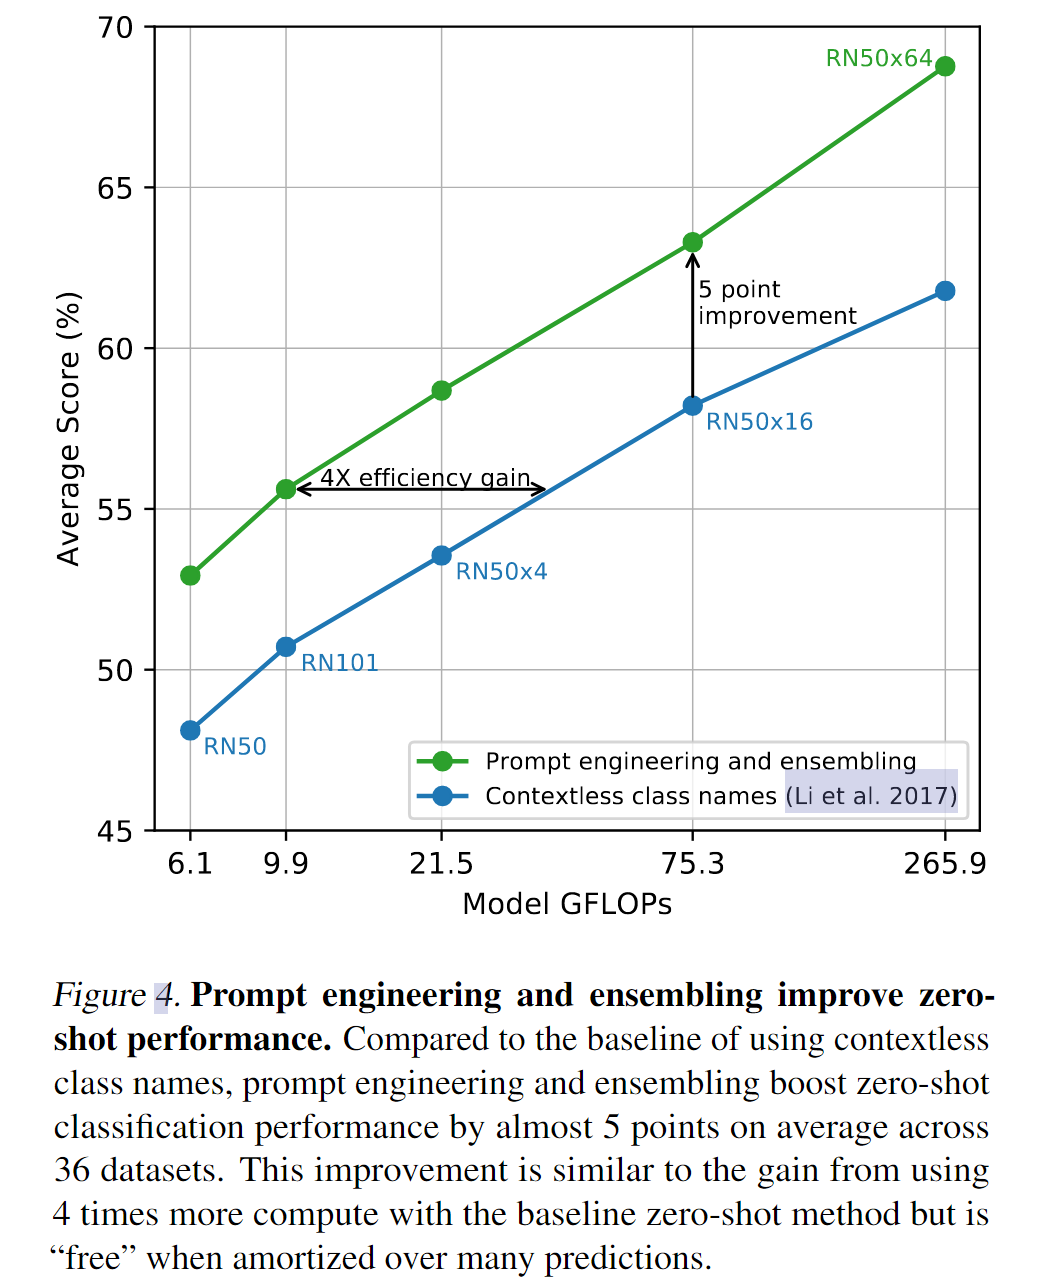 70
RN50x64
65
5 point
improvement
60
RN50x16
4X efficiency gain
55
RN50x4
RN101
50
RN50
Prompt engineering and ensembling
Contextless class names (Li et al. 2017)
45
6.1 9.9 21.5 75.3 265.9
Model GFLOPs
Average Score (%)
Figure 4. Prompt engineering and ensembling improve zero-
shot performance. Compared to the baseline of using contextless
class names, prompt engineering and ensembling boost zero-shot
classification performance by almost 5 points on average across
36 datasets. This improvement is similar to the gain from using
4 times more compute with the baseline zero-shot method but is
“free” when amortized over many predictions.